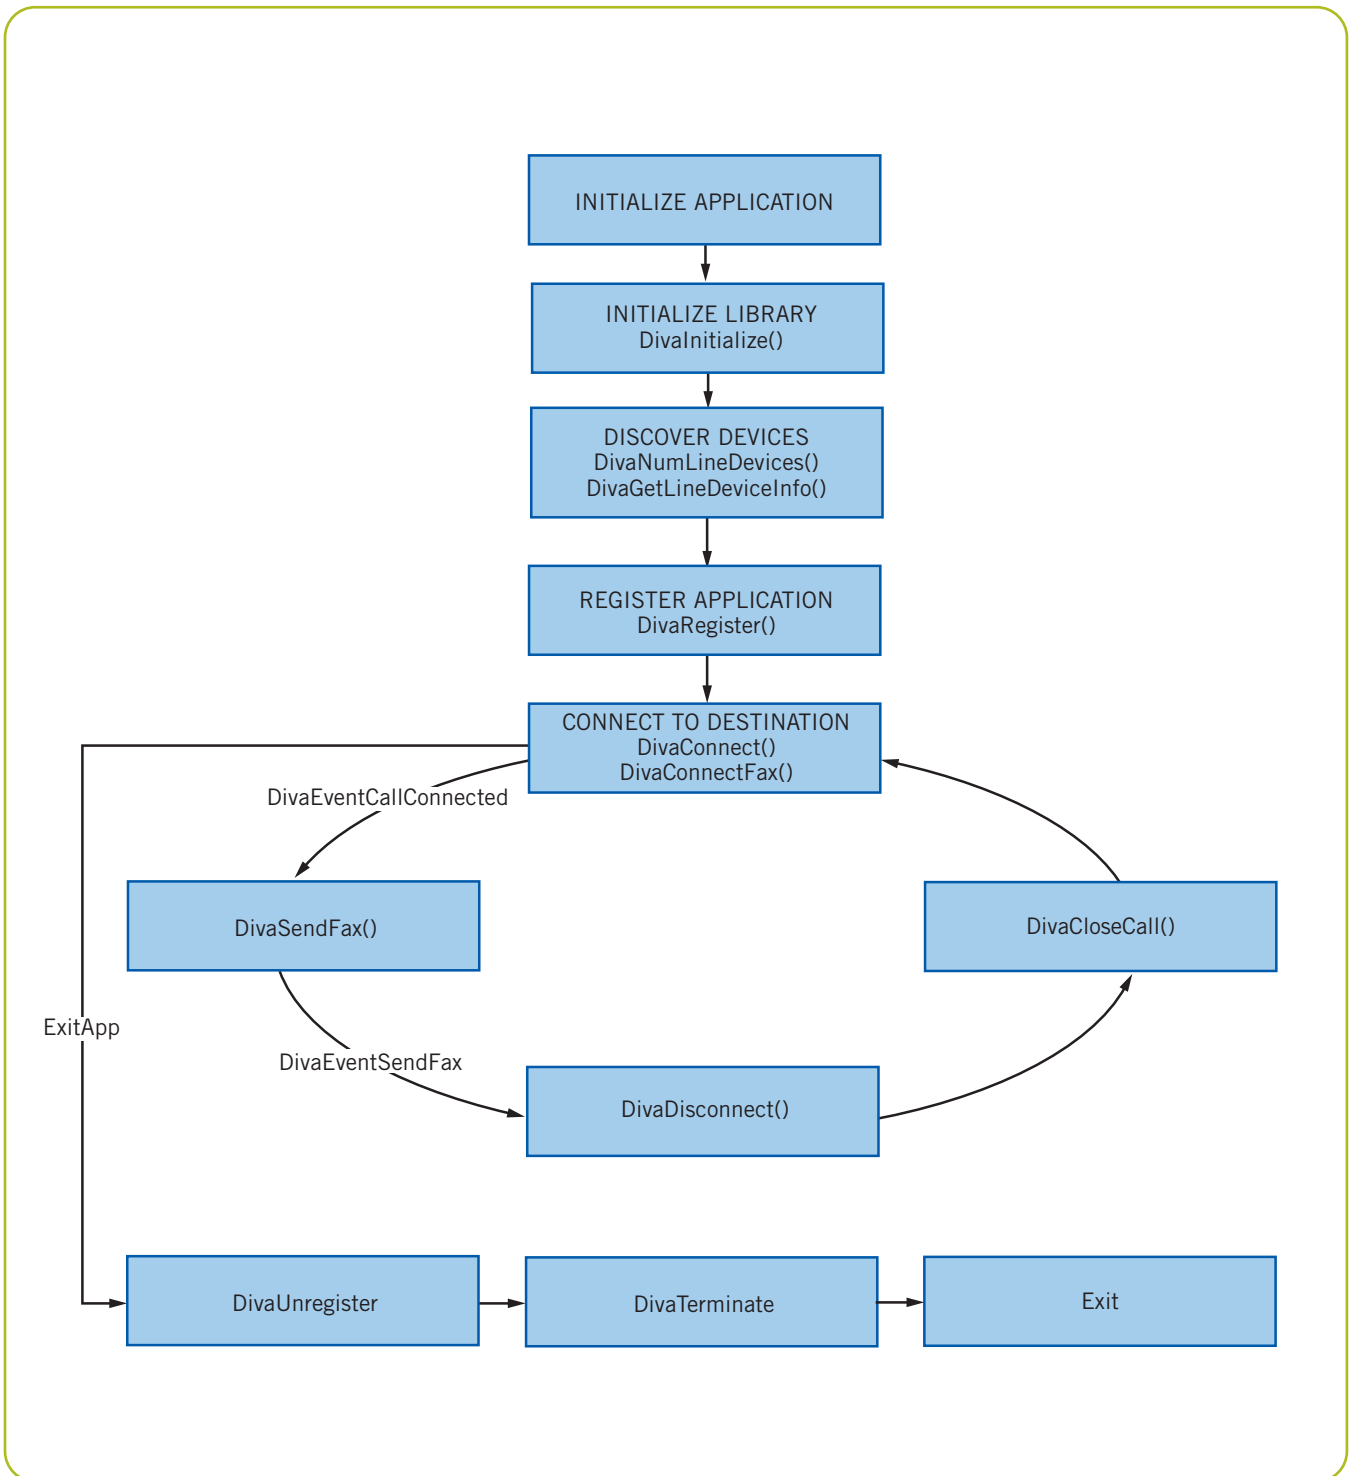 INITIALIZE APPLICATION
INITIALIZE LIBRARY
DivaInitialize()
DISCOVER DEVICES
DivaNumLineDevices()
DivaGetLineDeviceInfo()
REGISTER APPLICATION
DivaRegister()
CONNECT TO DESTINATION
DivaConnect()
DivaConnectFax()
DivaEventCallConnected
DivaSendFax()
DivaCloseCall()
ExitApp
DivaEventSendFax
DivaDisconnect()
DivaUnregister
DivaTerminate
Exit